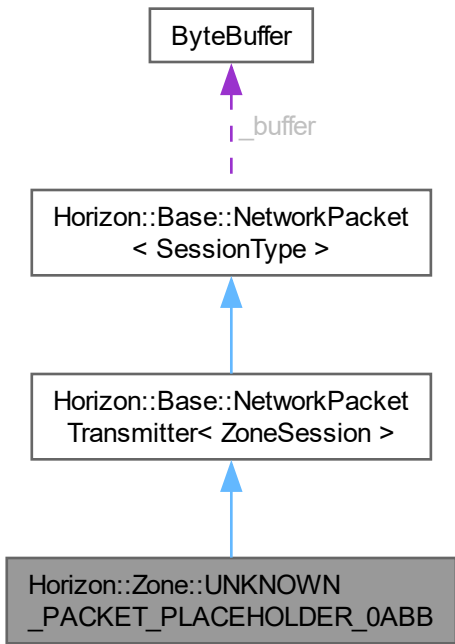 ByteBuffer
_buffer
Horizon::Base::NetworkPacket
< SessionType >
Horizon::Base::NetworkPacket
Transmitter< ZoneSession >
Horizon::Zone::UNKNOWN
_PACKET_PLACEHOLDER_0ABB